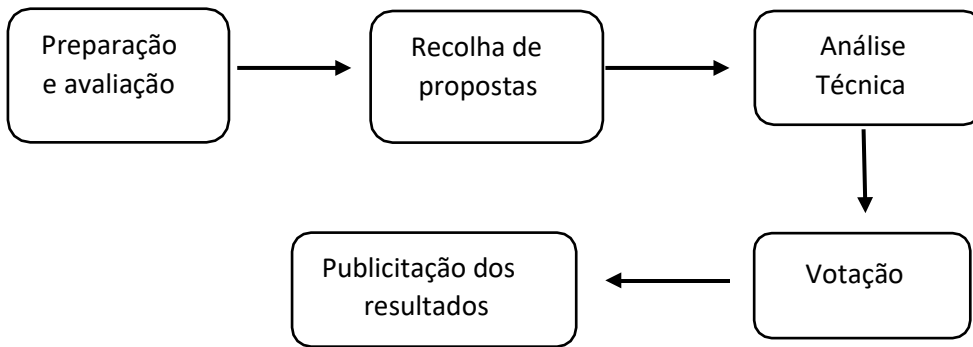 Preparação
e avaliação
Recolha de
propostas
Análise
Técnica
Votação
Publicitação dos
resultados